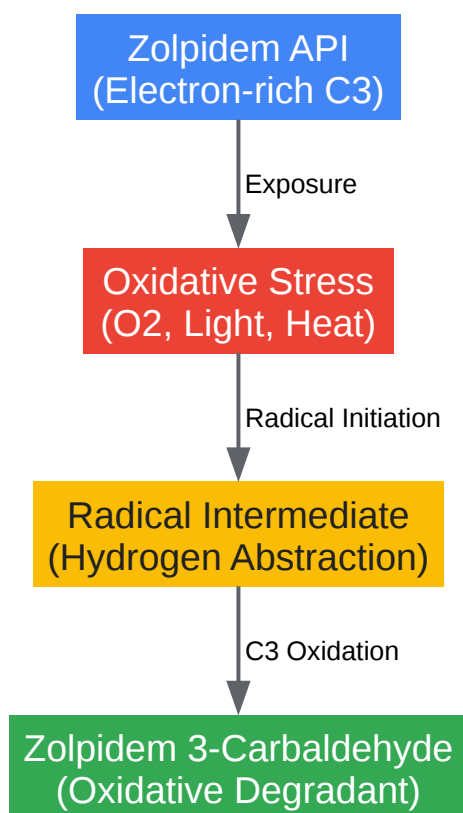 Zolpidem API
(Electron-rich C3)
Exposure
Oxidative Stress
(O2, Light, Heat)
Radical Initiation
Radical Intermediate
(Hydrogen Abstraction)
C3 Oxidation
Zolpidem 3-Carbaldehyde
(Oxidative Degradant)